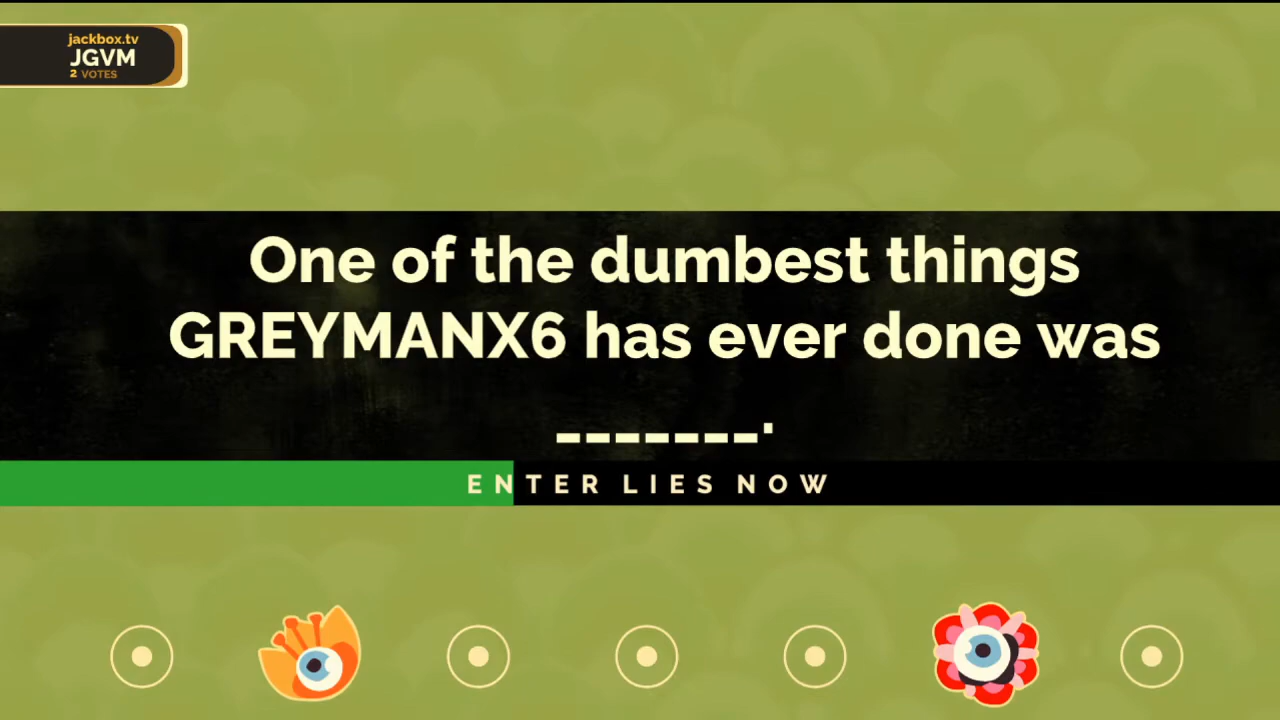 jackbox.tv
JGVM
2 VOTES
One of the dumbest things
GREYMANX6 has ever done was
_______.
ENTER LIES NOW